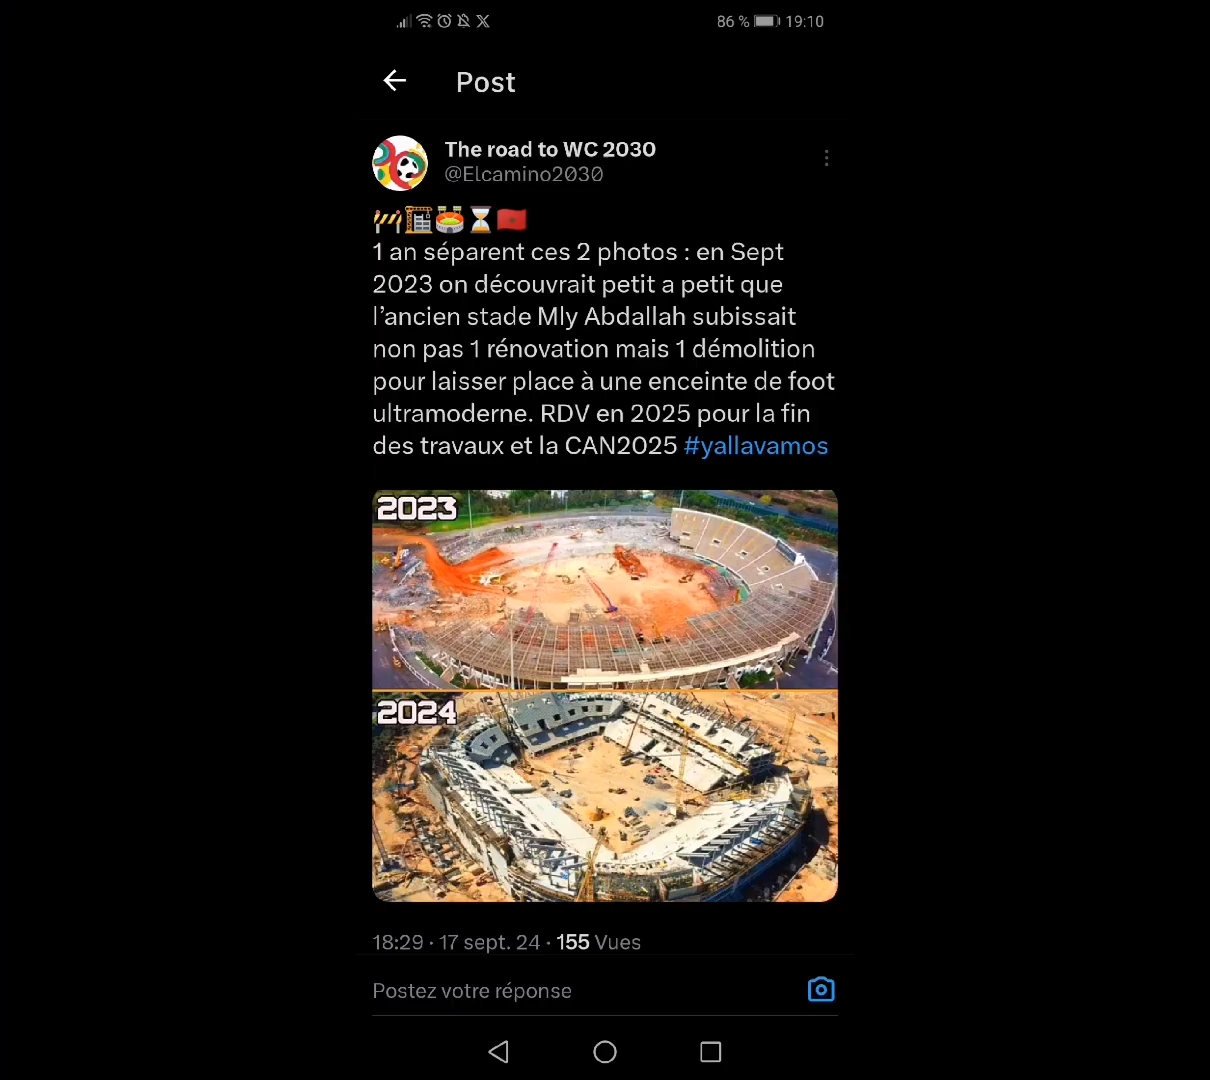 86 % 19:10
Post
The road to WC 2030
@Elcamino2030
1 an séparent ces 2 photos : en Sept
2023 on découvrait petit a petit que
l’ancien stade Mly Abdallah subissait
non pas 1 rénovation mais 1 démolition
pour laisser place à une enceinte de foot
ultramoderne. RDV en 2025 pour la fin
des travaux et la CAN2025 #yallavamos
2023
2024
18:29 · 17 sept. 24 · 155 Vues
Postez votre réponse